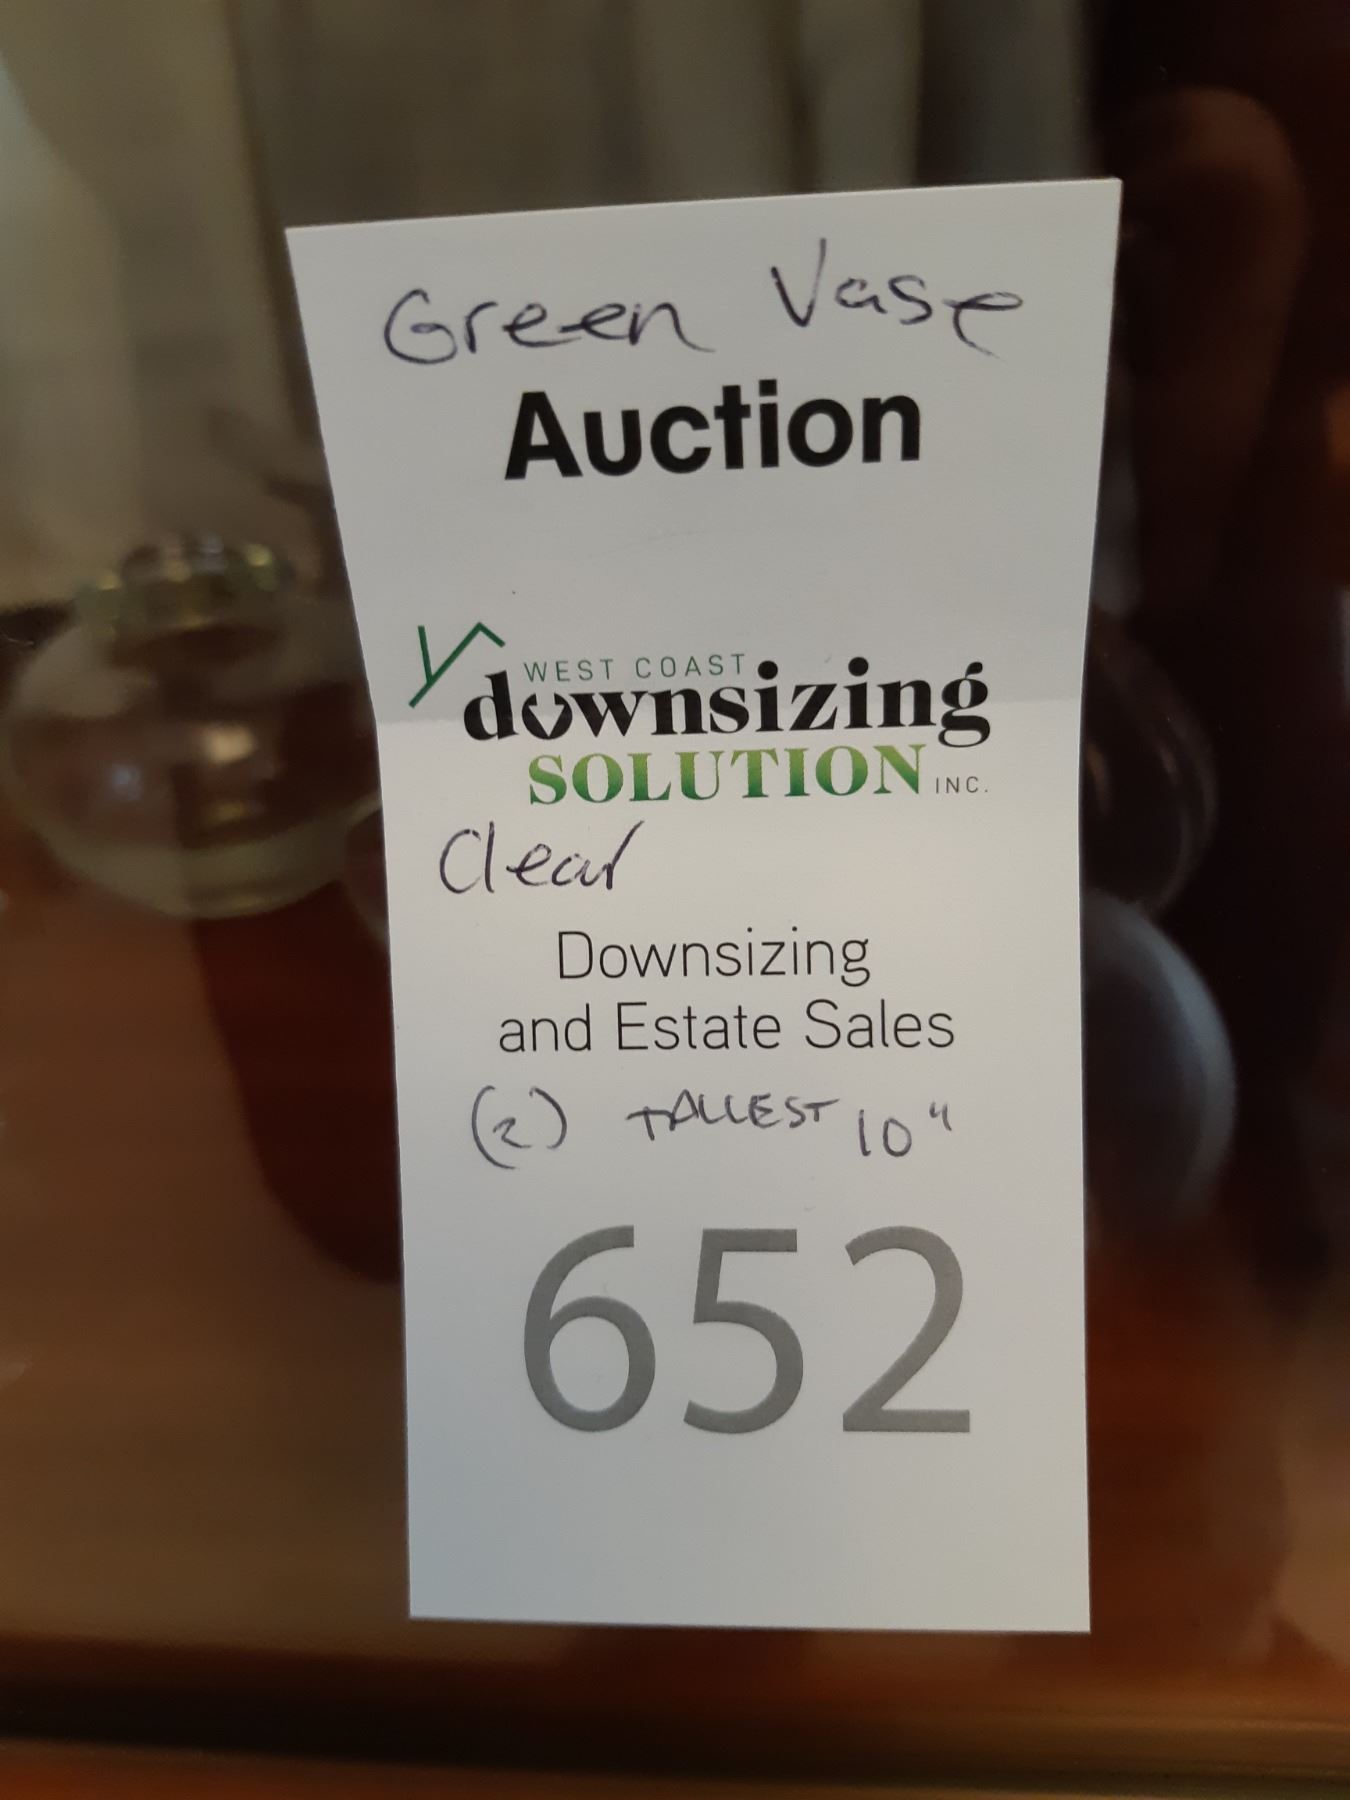 Green Vase
Auction
WEST COAST
downsizing
SOLUTION INC.
Clear
Downsizing
and Estate Sales
(2) TALLEST 10"
652